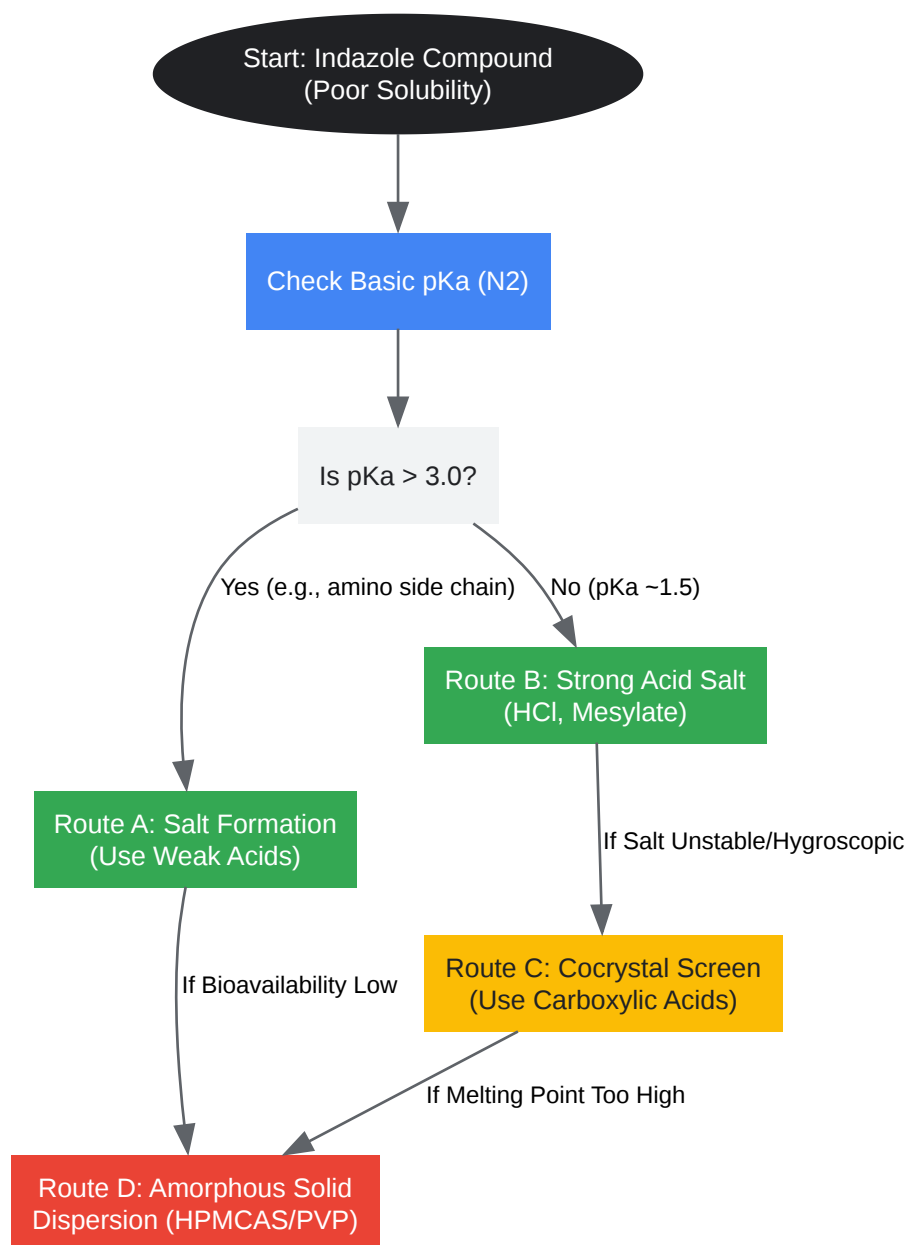 Start: Indazole Compound
(Poor Solubility)
Check Basic pKa (N2)
Is pKa > 3.0?
Yes (e.g., amino side chain)
No (pKa ~1.5)
Route B: Strong Acid Salt
(HCl, Mesylate)
Route A: Salt Formation
(Use Weak Acids)
If Salt Unstable/Hygroscopic
Route C: Cocrystal Screen
(Use Carboxylic Acids)
If Bioavailability Low
If Melting Point Too High
Route D: Amorphous Solid
Dispersion (HPMCAS/PVP)